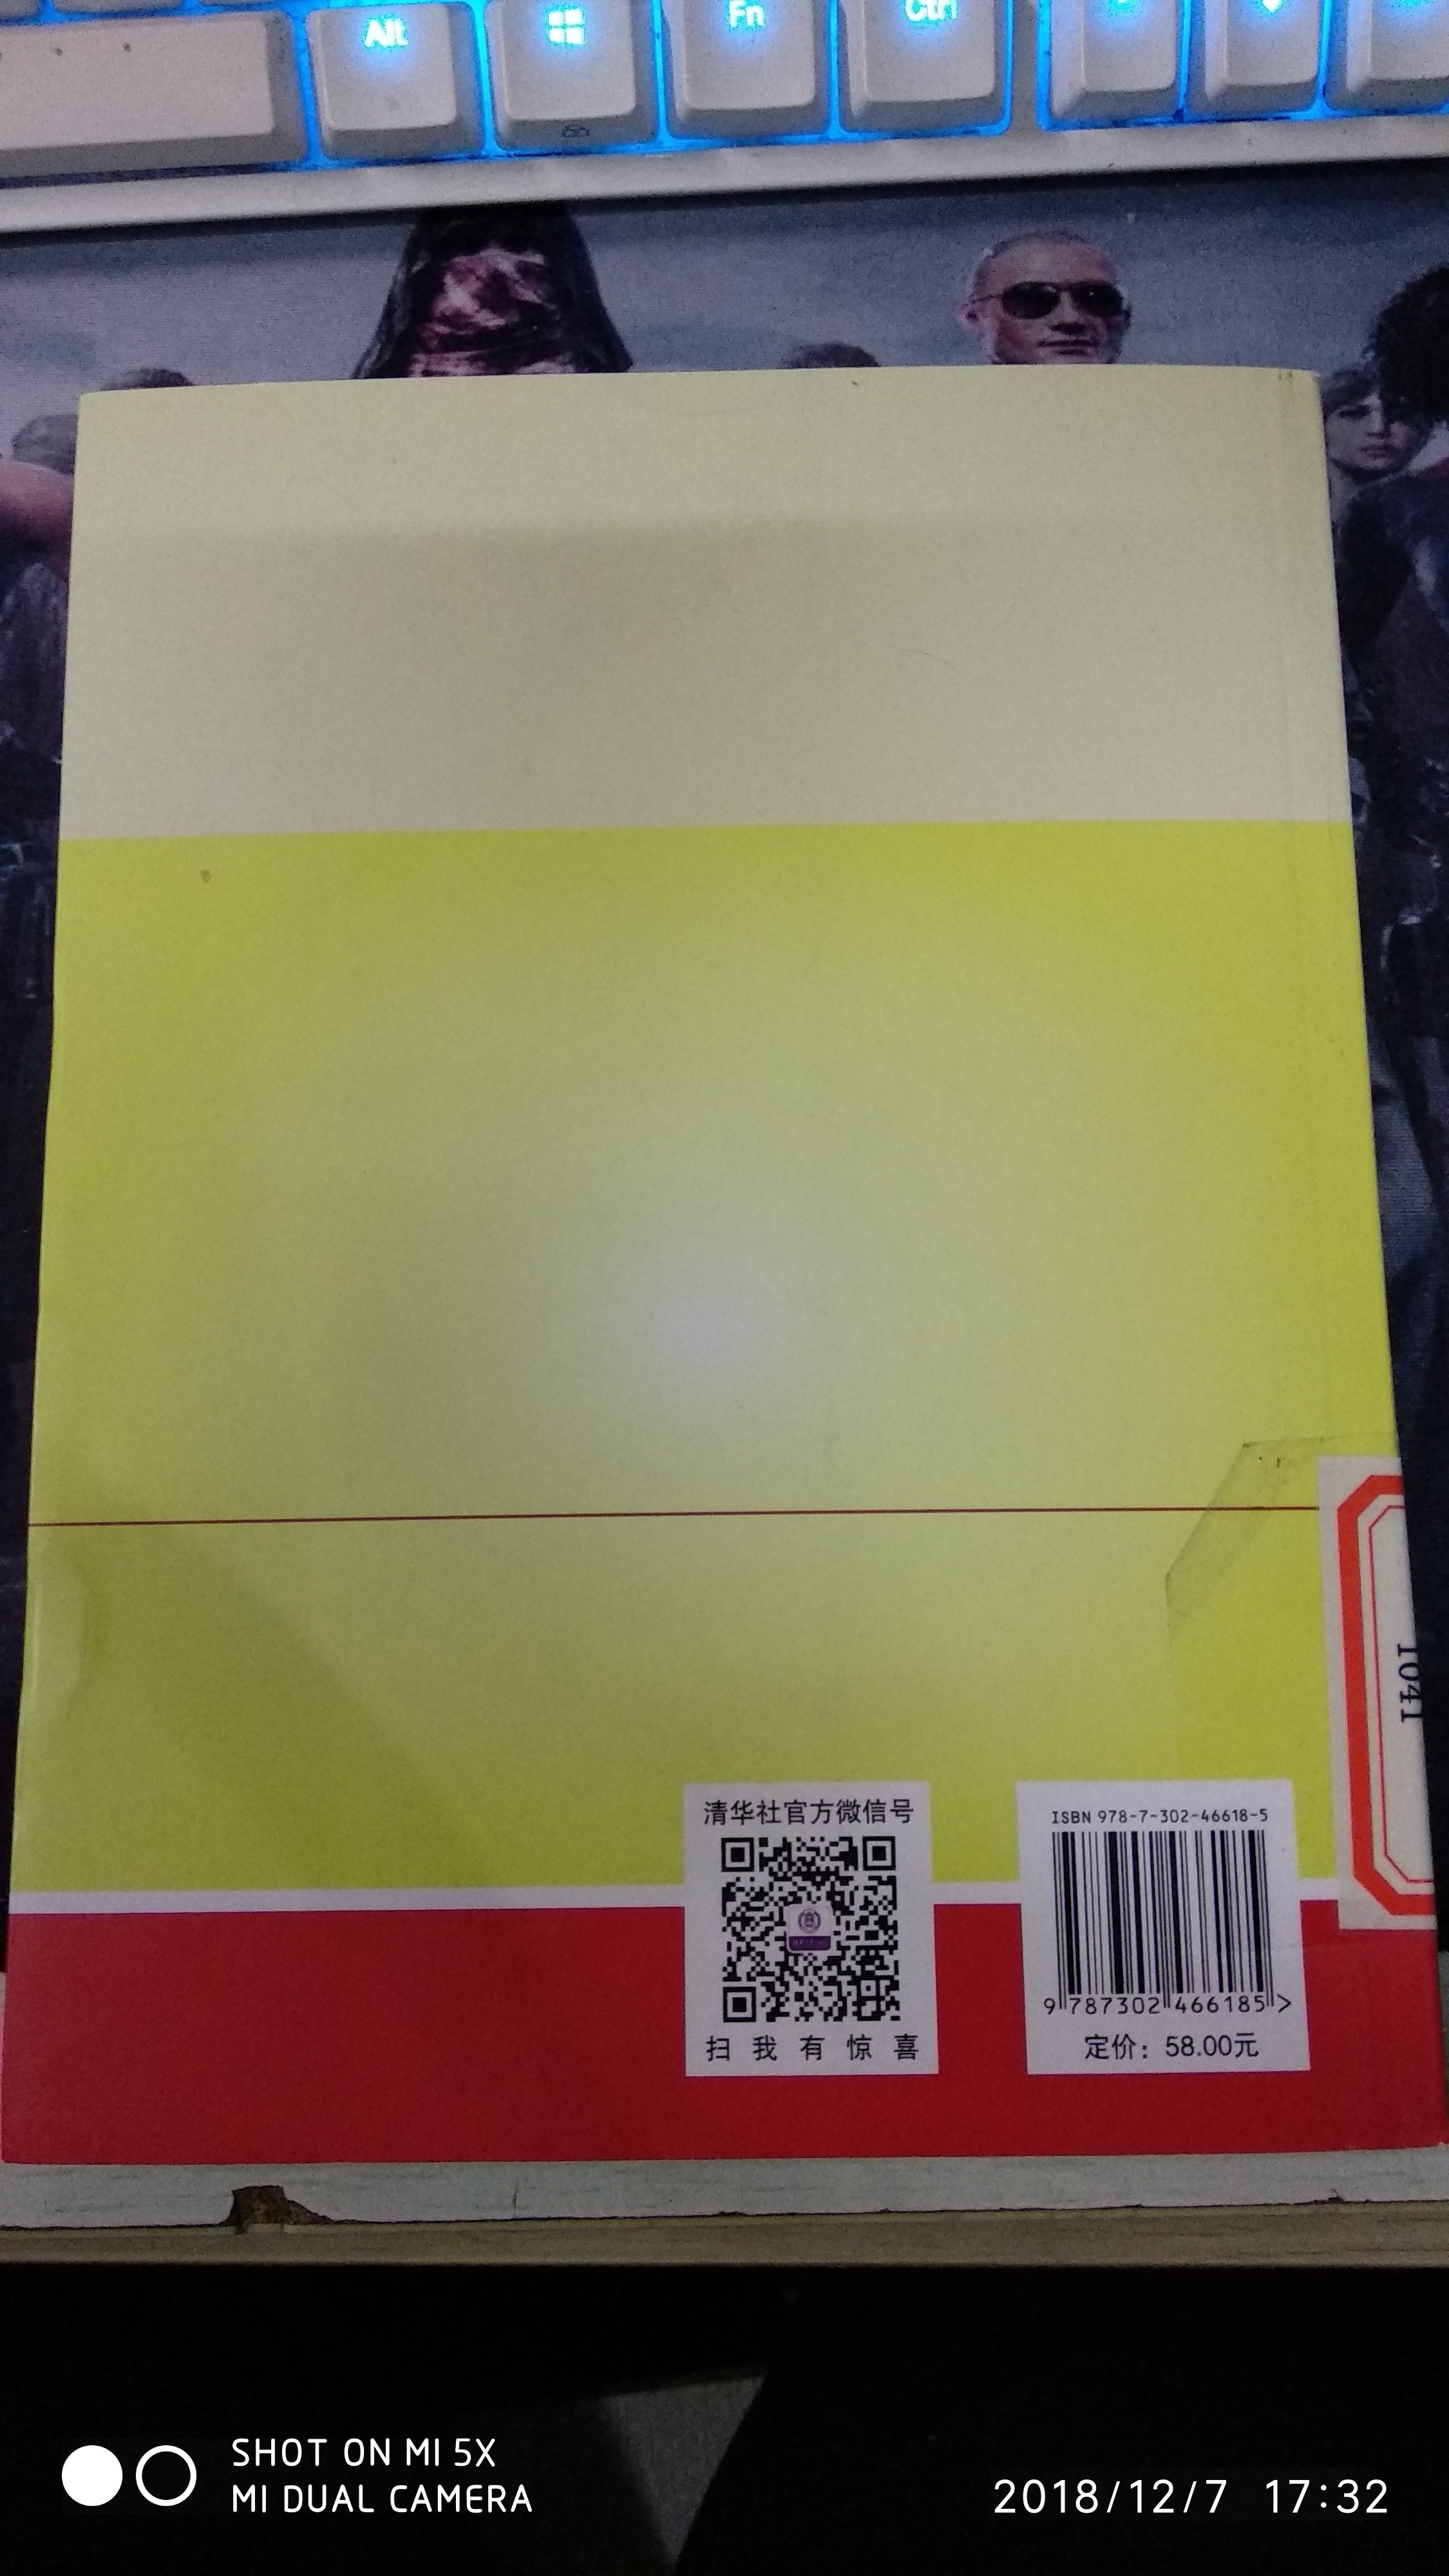 Alt
Fn
Ctrl
1041
清华社官方微信号
扫我有惊喜
ISBN 978-7-302-46618-5
9 787302 466185 >
定价：58.00元
SHOT ON MI 5X
MI DUAL CAMERA
2018/12/7 17:32